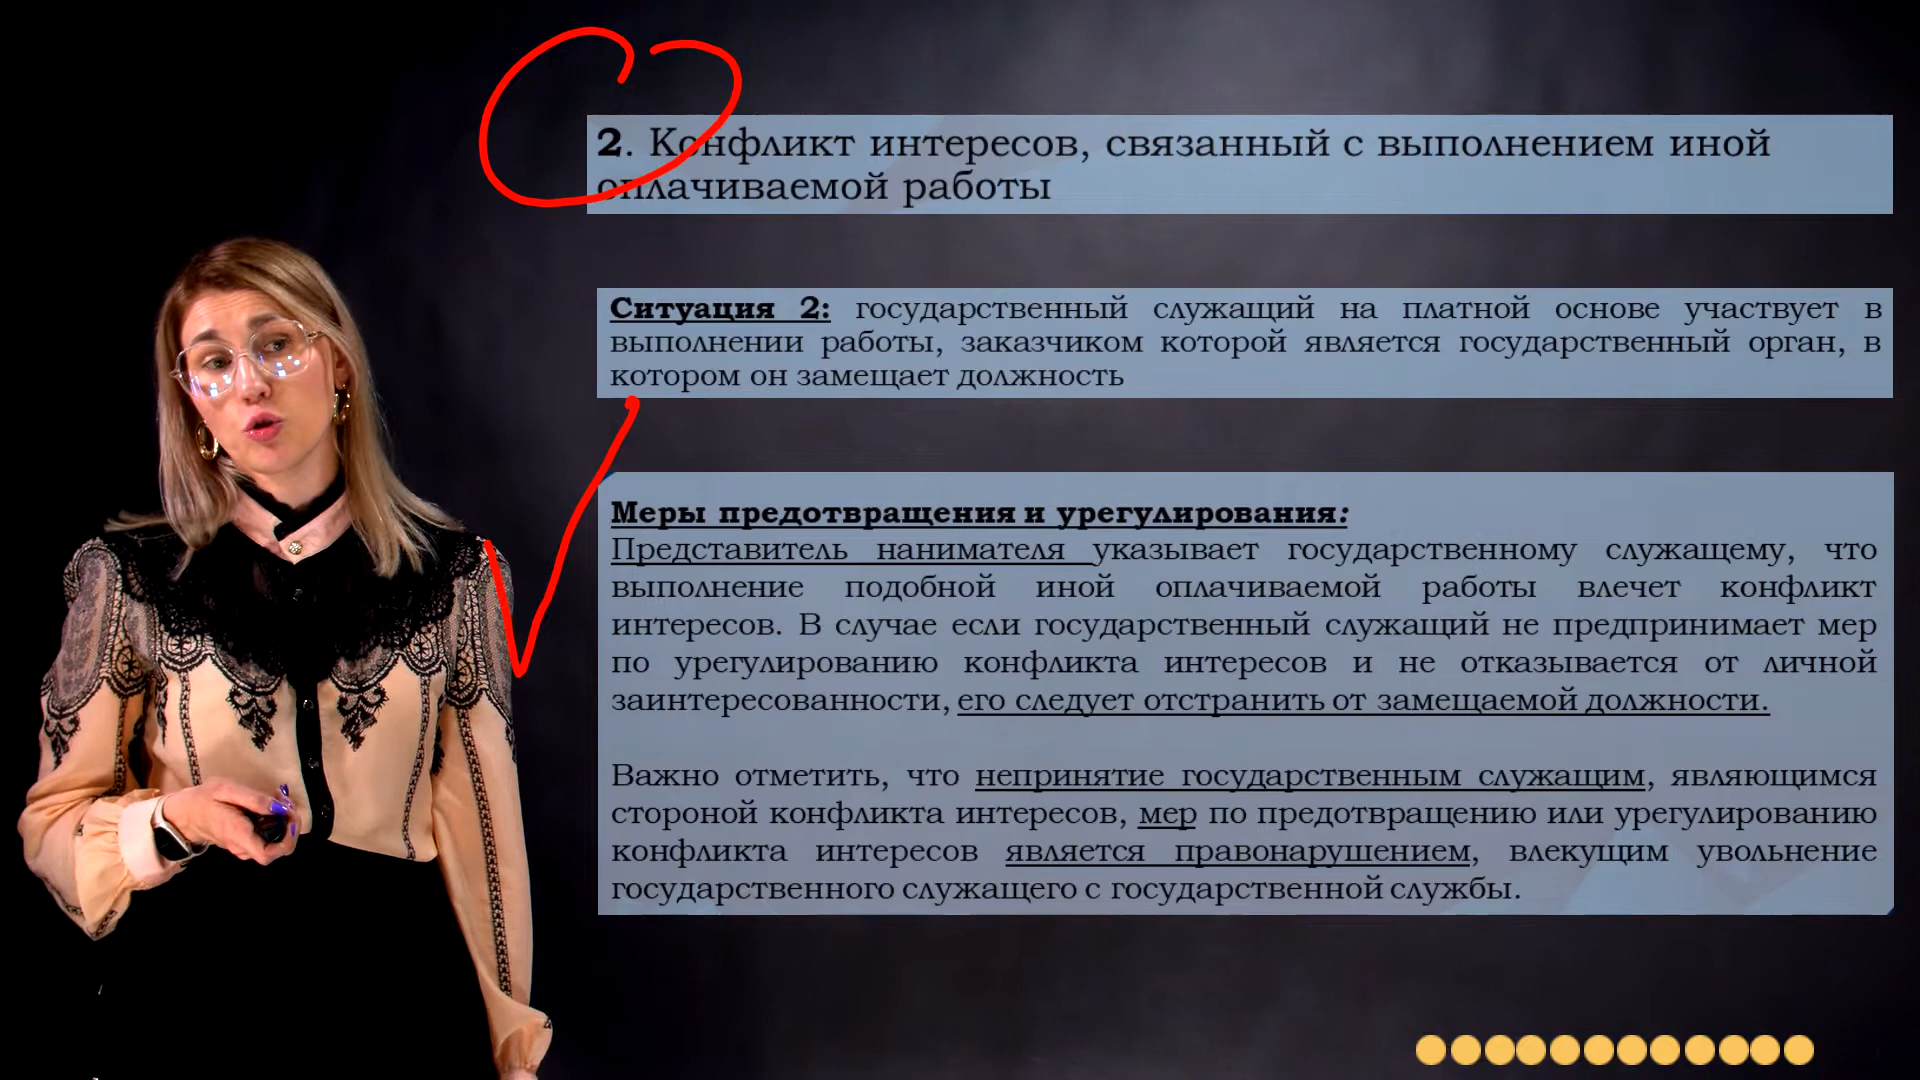 2. Конфликт интересов, связанный с выполнением иной
оплачиваемой работы
Ситуация 2: государственный служащий на платной основе участвует в
выполнении работы, заказчиком которой является государственный орган, в
котором он замещает должность
Меры предотвращения и урегулирования:
Представитель нанимателя указывает государственному служащему, что
выполнение подобной иной оплачиваемой работы влечет конфликт
интересов. В случае если государственный служащий не предпринимает мер
по урегулированию конфликта интересов и не отказывается от личной
заинтересованности, его следует отстранить от замещаемой должности.
Важно отметить, что непринятие государственным служащим, являющимся
стороной конфликта интересов, мер по предотвращению или урегулированию
конфликта интересов является правонарушением, влекущим увольнение
государственного служащего с государственной службы.